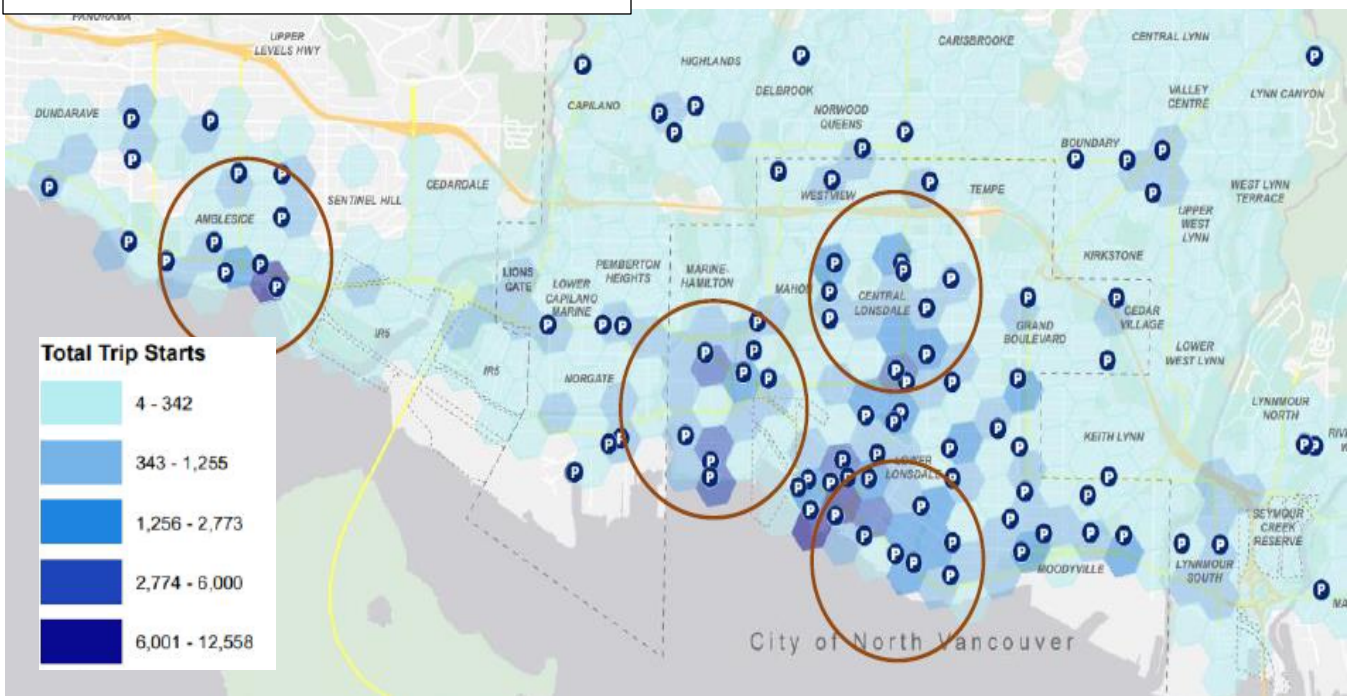 PANORAMA
UPPER
LEVELS HWY
CARISBROOKE
CENTRAL LYNN
HIGHLANDS
DELBROOK
CAPILANO
VALLEY
CENTRE
LYNN CANYON
DUNDARAVE
NORWOOD
QUEENS
BOUNDARY
WESTVIEW
TEMPE
WEST LYNN
TERRACE
CEDARDALE
SENTINEL HILL
AMBLESIDE
UPPER
WEST
LYNN
KIRKSTONE
LIONS
GATE
PEMBERTON
HEIGHTS
MARINE-
HAMILTON
LOWER
CAPILANO
MARINE
MAHON
CENTRAL
LONSDALE
GRAND
BOULEVARD
CEDAR
VILLAGE
IR5
IR5
LOWER
WEST LYNN
NORGATE
LYNNMOUR
NORTH
KEITH LYNN
LOWER
LONSDALE
SEYMOUR
CREEK
RESERVE
MOODYVILLE
LYNNMOUR
SOUTH
City of North Vancouver
Total Trip Starts
4 - 342
343 - 1,255
1,256 - 2,773
2,774 - 6,000
6,001 - 12,558
P